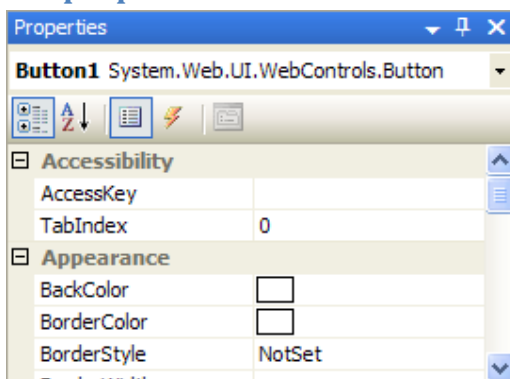 Properties
Button1 System.Web.UI.WebControls.Button
Accessibility
AccessKey
TabIndex 0
Appearance
BackColor
BorderColor
BorderStyle NotSet